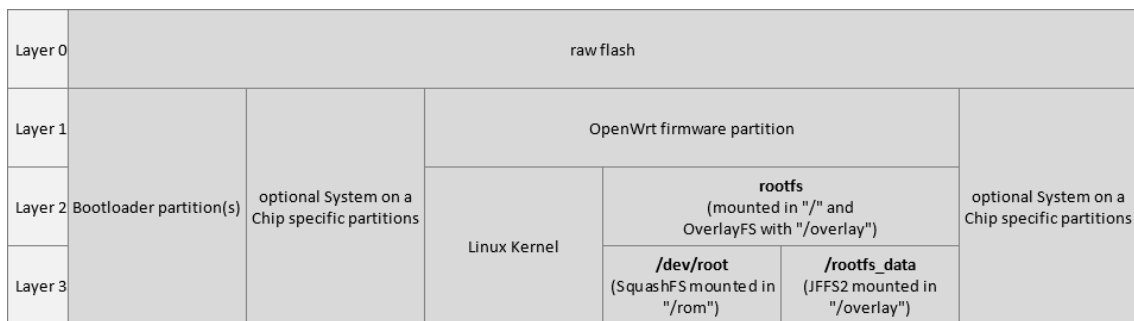 Layer 0
raw flash
Layer 1
OpenWrt firmware partition
Layer 2
Bootloader partition(s)
optional System on a
Chip specific partitions
Linux Kernel
rootfs
(mounted in "/" and
OverlayFS with "/overlay")
optional System on a
Chip specific partitions
Layer 3
/dev/root
(SquashFS mounted in
"/rom")
/rootfs_data
(JFFS2 mounted in
"/overlay")